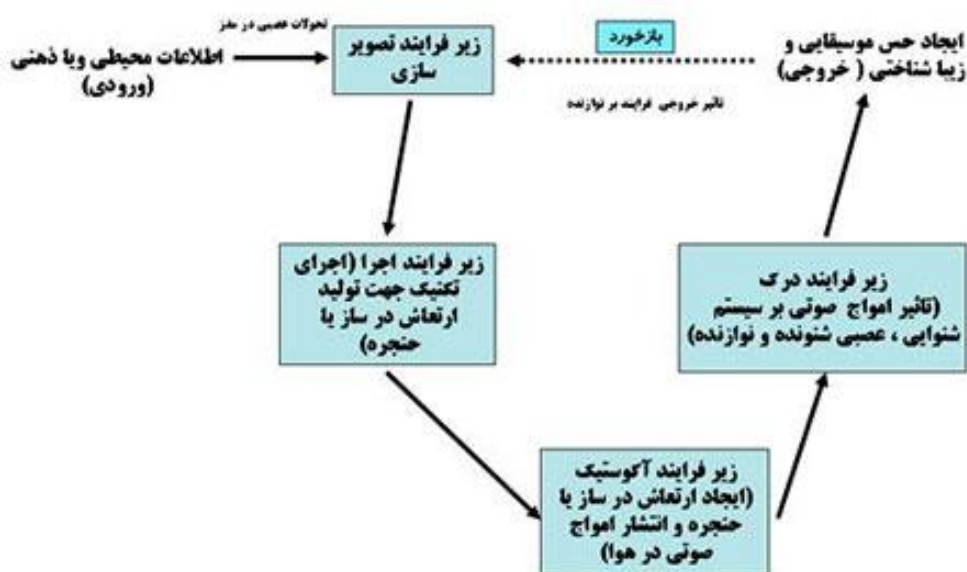 تحولات عصبی در مغز
اطلاعات محیطی ویا ذهنی
(ورودی)
زیر فرایند تصویر
سازی
بازخورد
تاثیر خروجی فرایند بر نوازنده
ایجاد حس موسیقایی و
زیبا شناختی ( خروجی)
زیر فرایند اجرا (اجرای
تکنیک جهت تولید
ارتعاش در ساز یا
حنجره)
زیر فرایند آکوستیک
(ایجاد ارتعاش در ساز یا
حنجره و انتشار امواج
صوتی در هوا)
زیر فرایند درک
(تاثیر امواج صوتی بر سیستم
شنوایی ، عصبی شنونده و نوازنده)